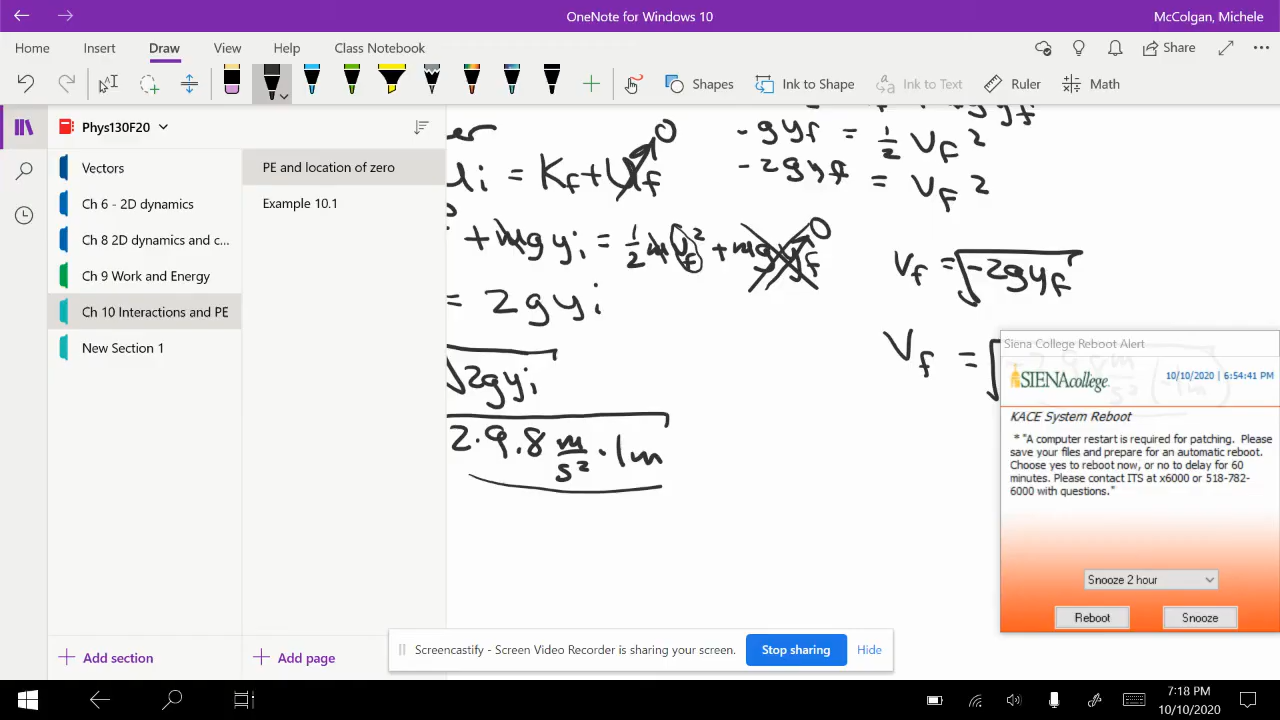 OneNote for Windows 10
McColgan, Michele
Home Insert Draw View Help Class Notebook Share
Shapes Ink to Shape Ink to Text Ruler Math
Phys130F20
Vectors
Ch 6 - 2D dynamics
Ch 8 2D dynamics and c...
Ch 9 Work and Energy
Ch 10 Interactions and PE
New Section 1
Add section
PE and location of zero
Example 10.1
Add page
Ui = Kf + Uf 0
+ mgyi = 1/2 m vf² + mgyf 0
= 2gyi
√2gyi
2·9.8 m/s² · 1m
-gyf = 1/2 Vf²
-2gyf = Vf²
Vf = √-2gyf
Vf = √
Siena College Reboot Alert
SIENAcollege
10/10/2020 | 6:54:41 PM
KACE System Reboot
* "A computer restart is required for patching. Please
save your files and prepare for an automatic reboot.
Choose yes to reboot now, or no to delay for 60
minutes. Please contact ITS at x6000 or 518-782-
6000 with questions."
Snooze 2 hour
Reboot Snooze
Screencastify - Screen Video Recorder is sharing your screen. Stop sharing Hide
7:18 PM
10/10/2020